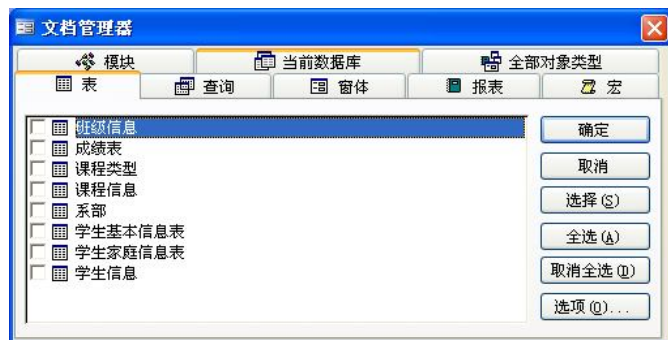 文档管理器
模块 当前数据库 全部对象类型
表 查询 窗体 报表 宏
班级信息
成绩表
课程类型
课程信息
系部
学生基本信息表
学生家庭信息表
学生信息
确定
取消
选择(S)
全选(A)
取消全选(D)
选项(O)...